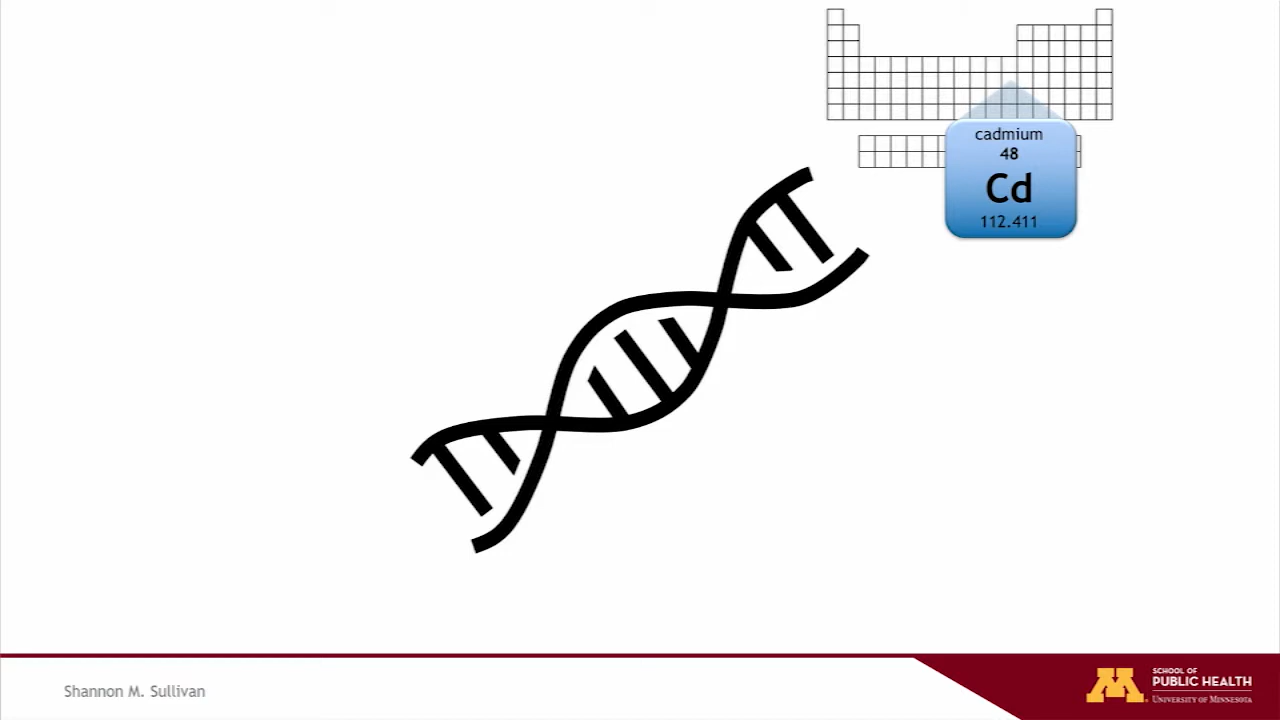 cadmium
48
Cd
112.411
Shannon M. Sullivan
M
SCHOOL OF
PUBLIC HEALTH
UNIVERSITY OF MINNESOTA